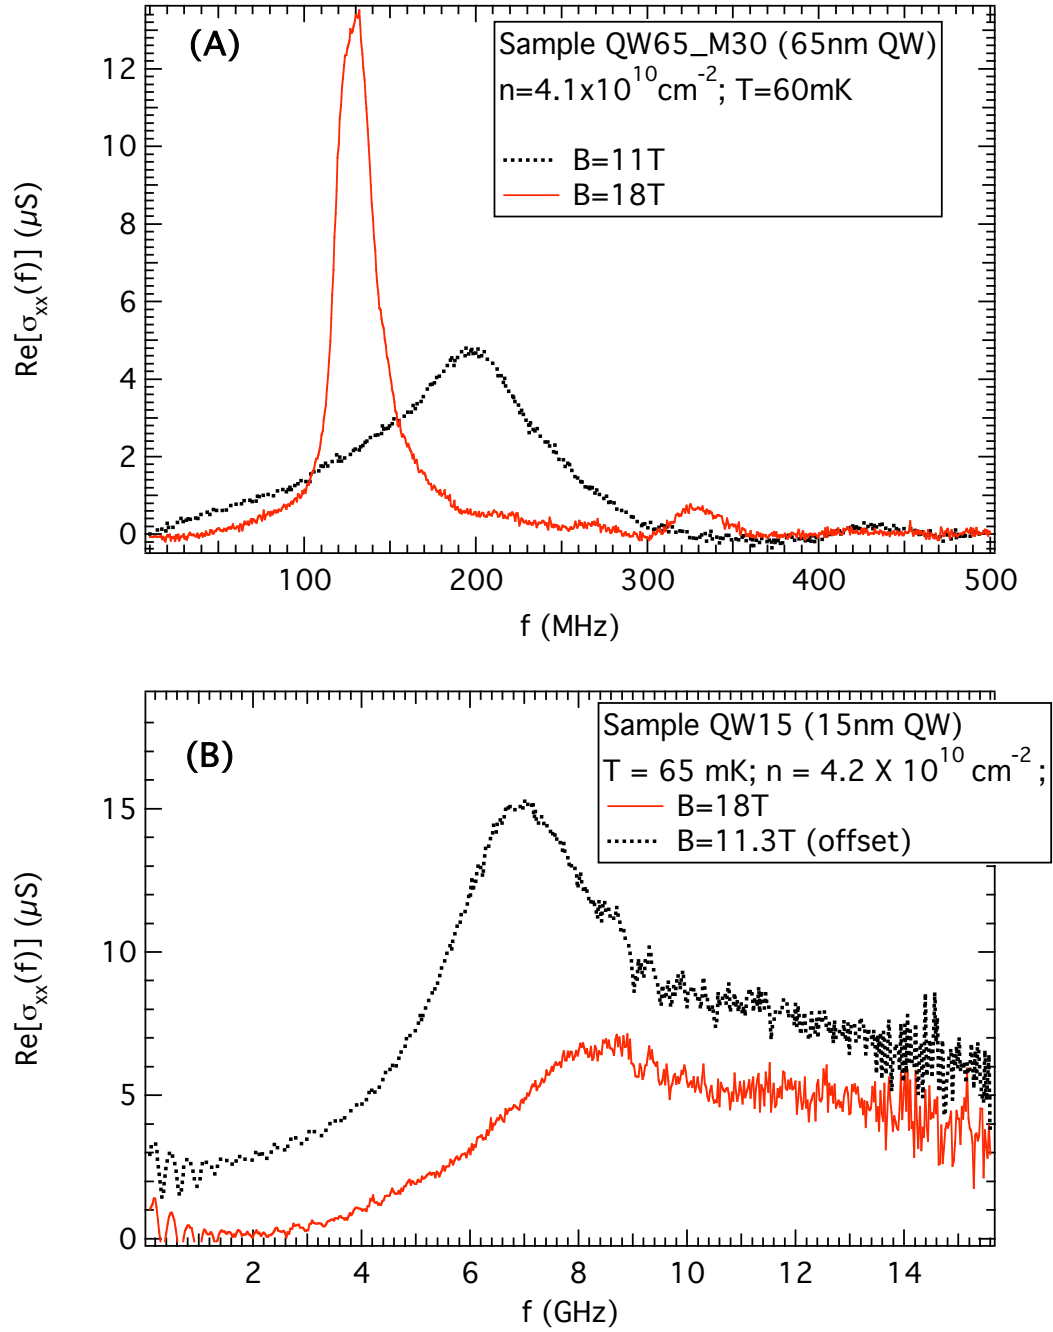 (A)
Sample QW65_M30 (65nm QW)
n=4.1x10^10 cm^-2; T=60mK
B=11T
B=18T
12
10
8
6
4
2
0
Re[σxx(f)] (µS)
100 200 300 400 500
f (MHz)
(B)
Sample QW15 (15nm QW)
T = 65 mK; n = 4.2 X 10^10 cm^-2 ;
B=18T
B=11.3T (offset)
15
10
5
0
Re[σxx(f)] (µS)
2 4 6 8 10 12 14
f (GHz)